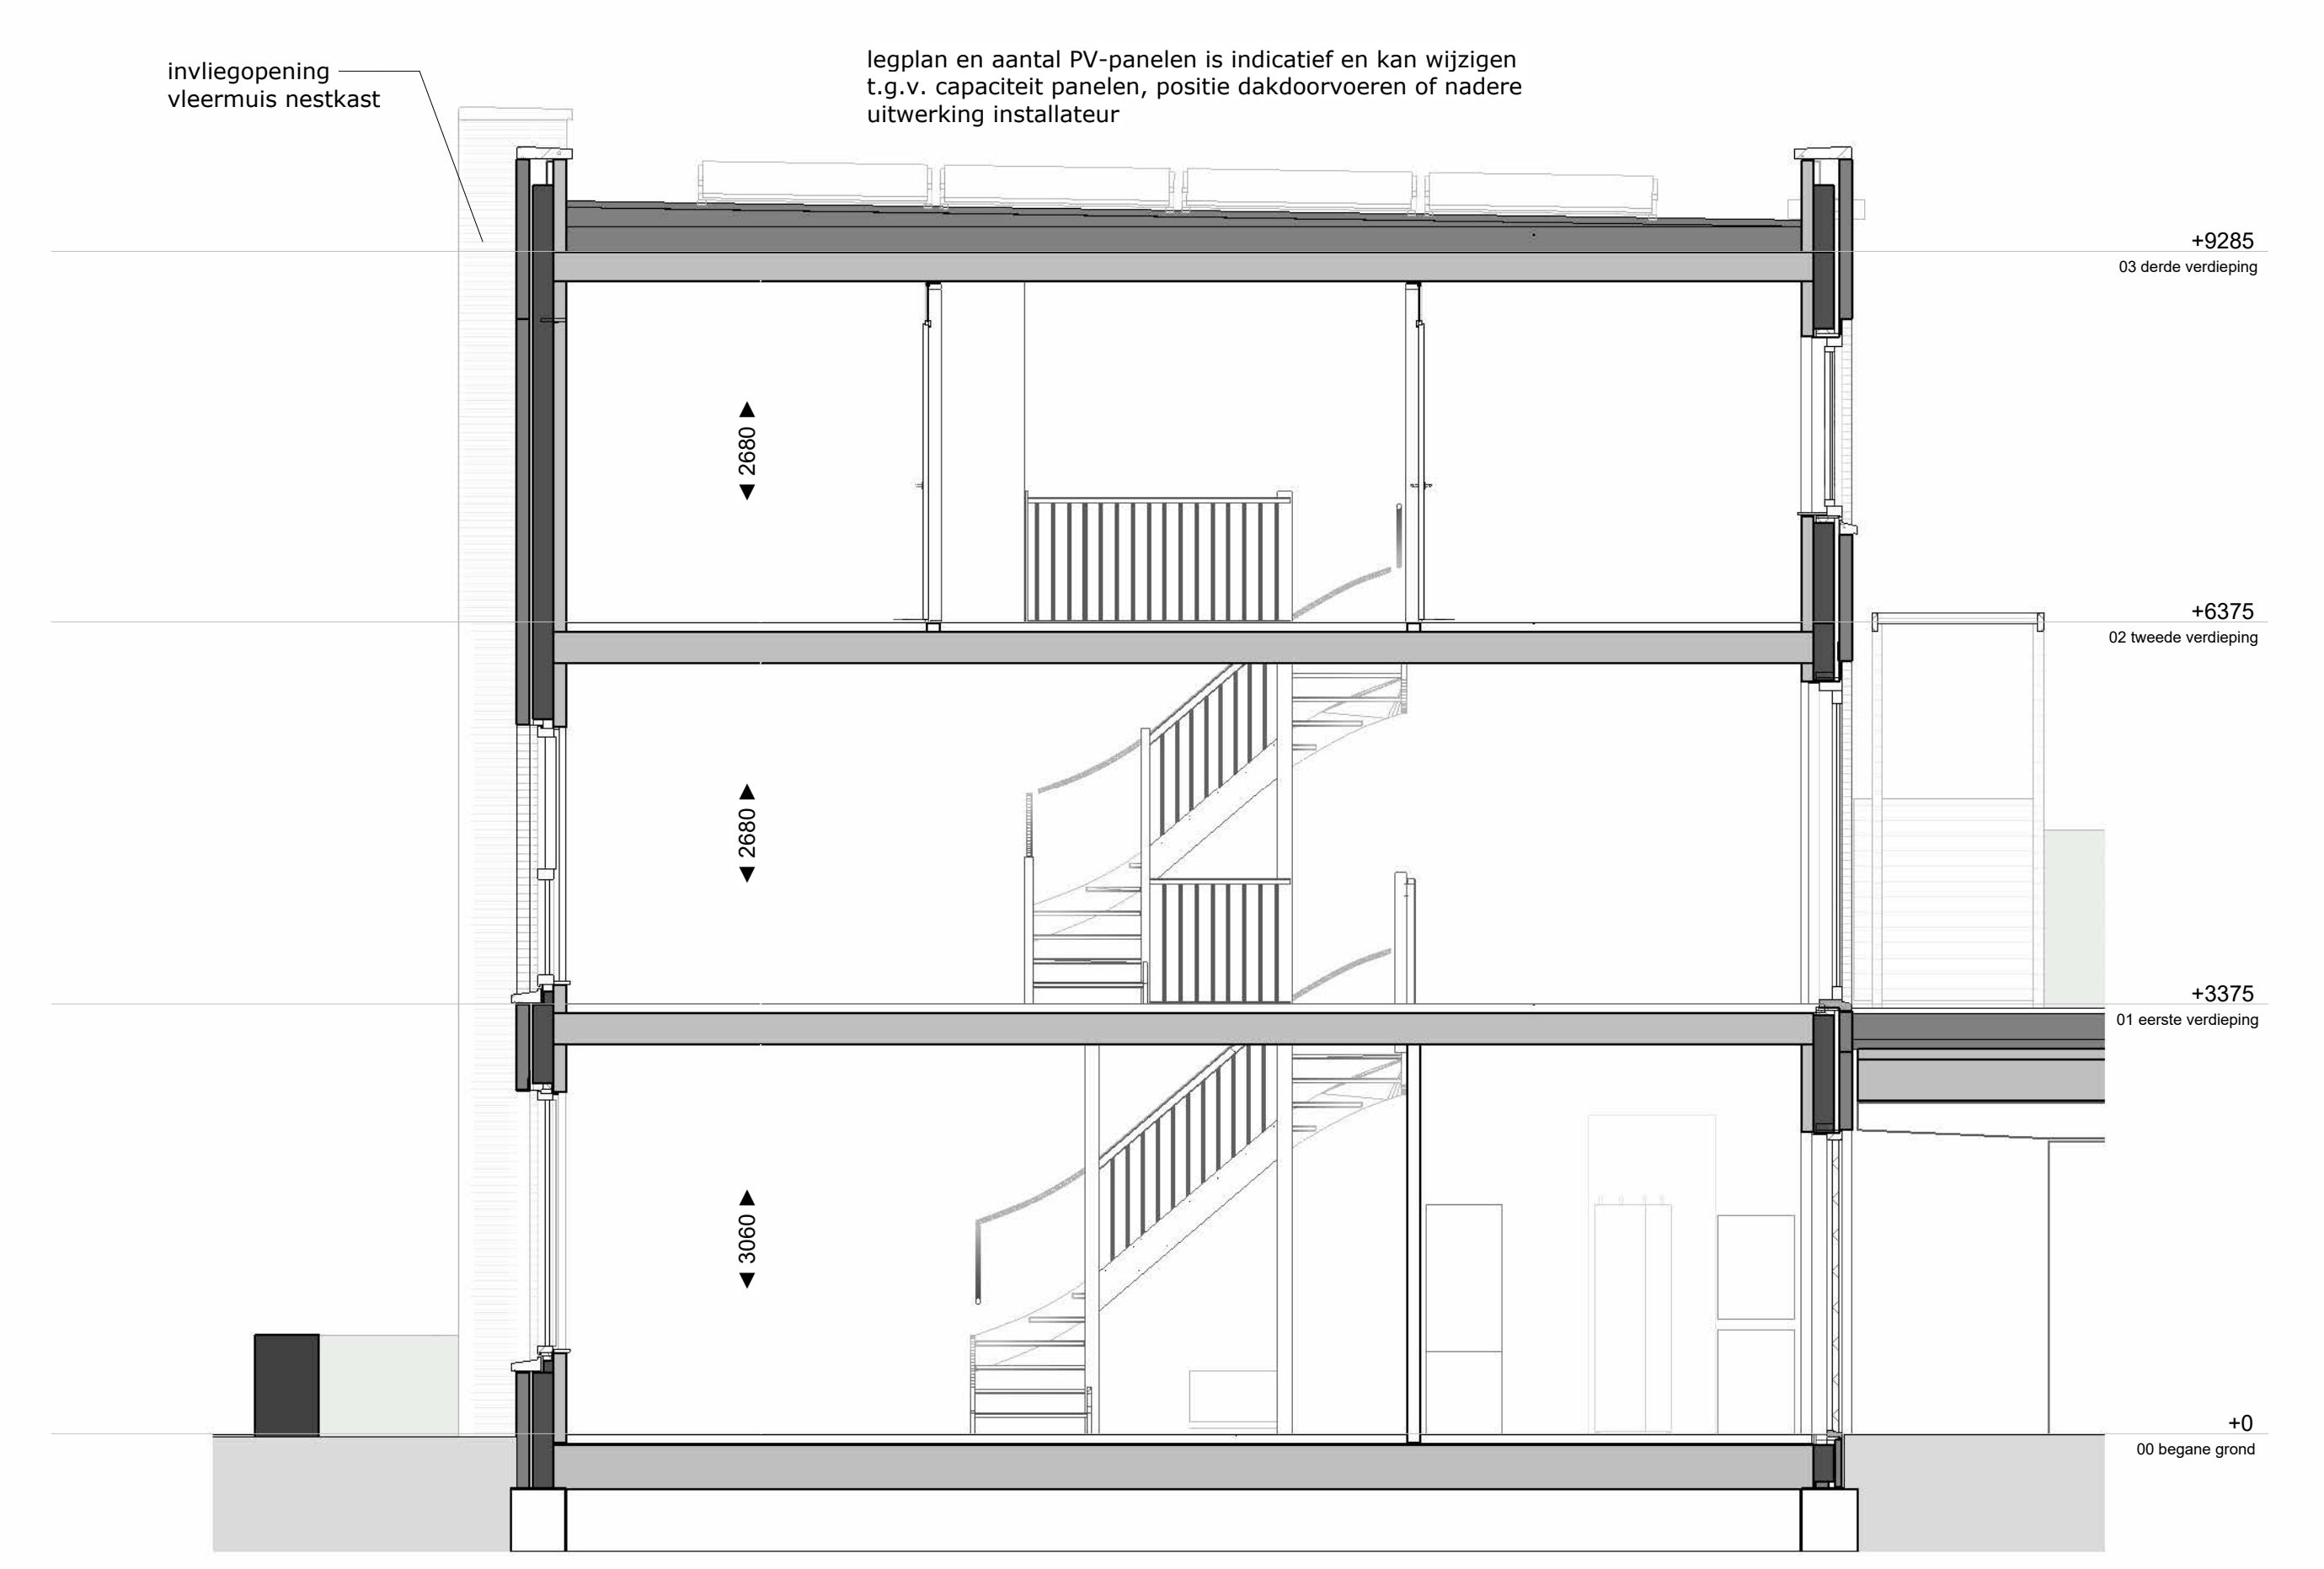 invliegopening
vleermuis nestkast
legplan en aantal PV-panelen is indicatief en kan wijzigen
t.g.v. capaciteit panelen, positie dakdoorvoeren of nadere
uitwerking installateur
+9285
03 derde verdieping
2680
+6375
02 tweede verdieping
2680
+3375
01 eerste verdieping
3060
+0
00 begane grond